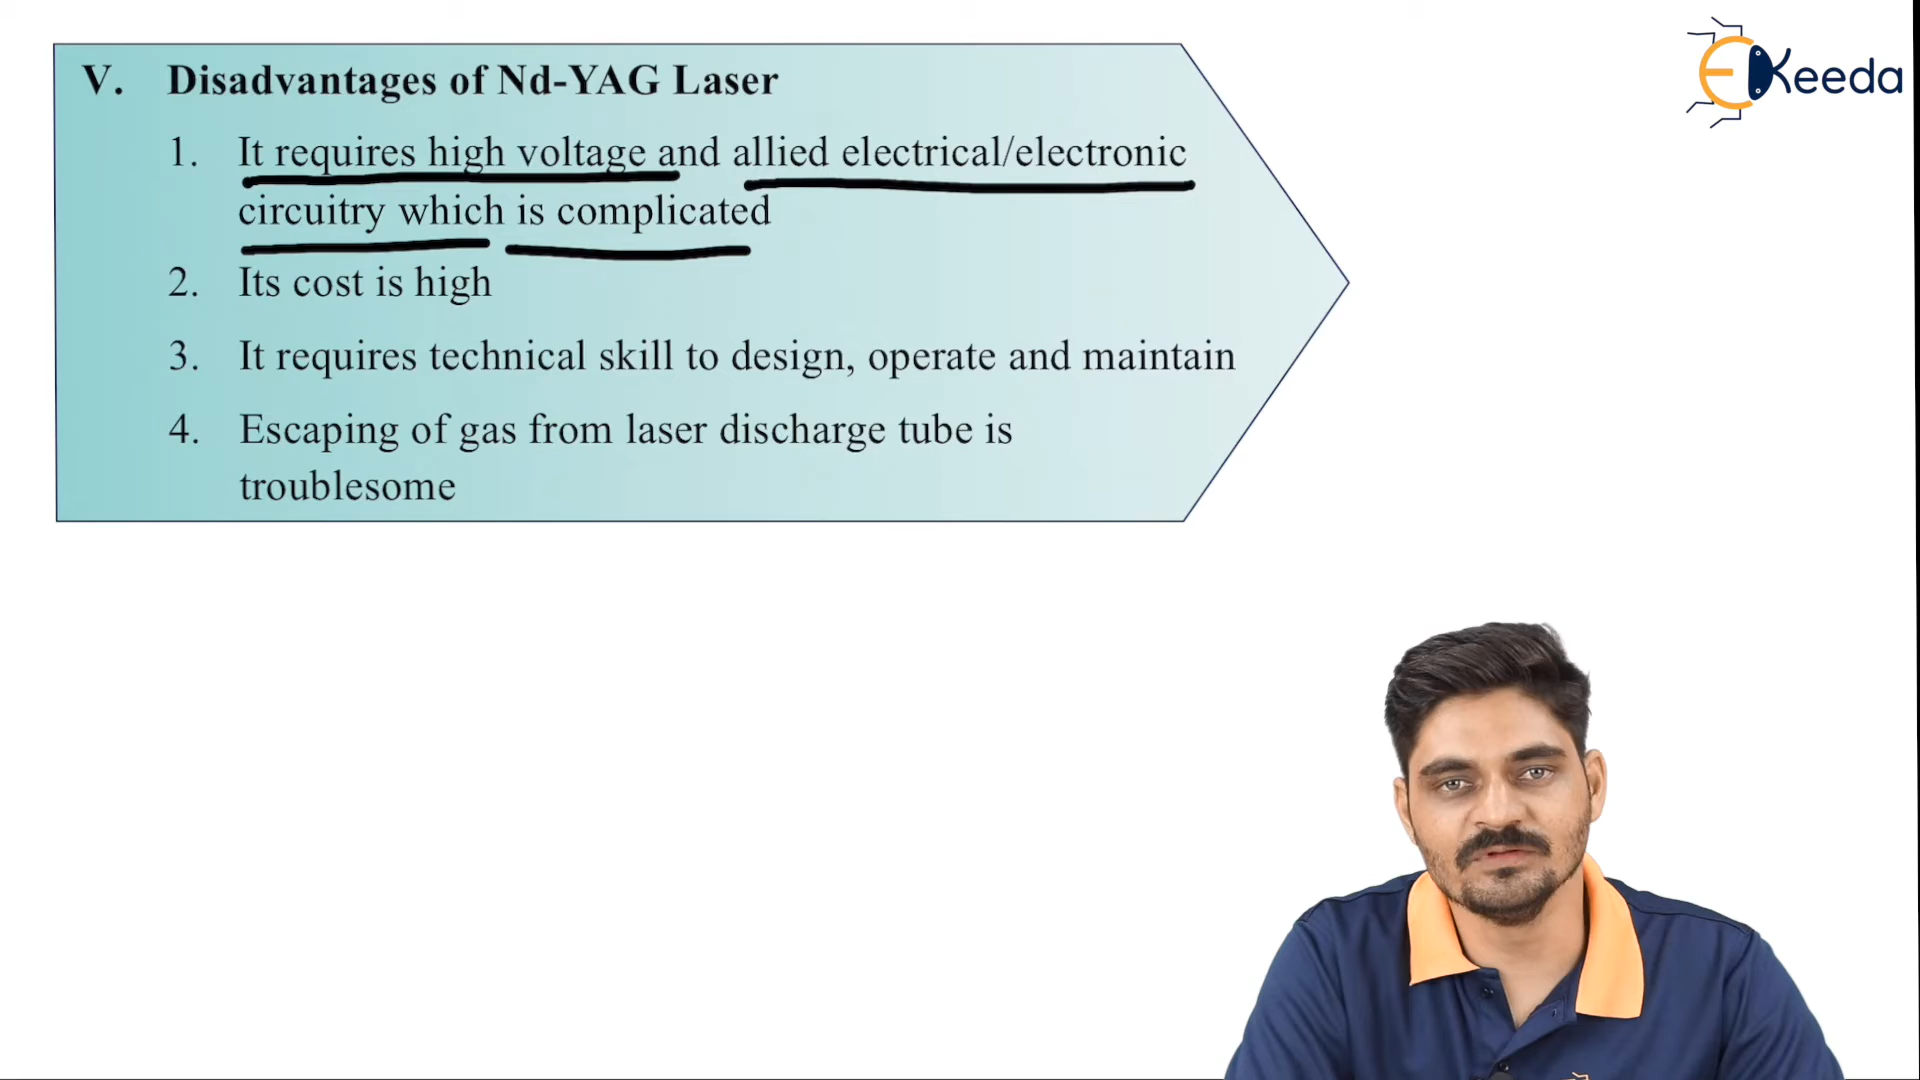 EKeeda
V. Disadvantages of Nd-YAG Laser
1. It requires high voltage and allied electrical/electronic
circuitry which is complicated
2. Its cost is high
3. It requires technical skill to design, operate and maintain
4. Escaping of gas from laser discharge tube is
troublesome